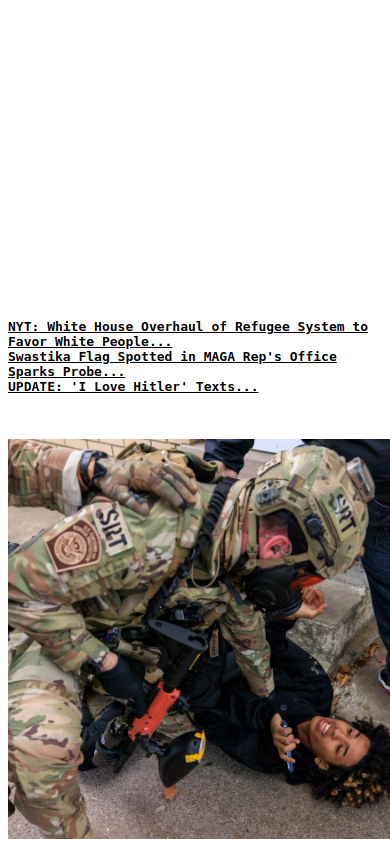 NYT: White House Overhaul of Refugee System to
Favor White People...
Swastika Flag Spotted in MAGA Rep's Office
Sparks Probe...
UPDATE: 'I Love Hitler' Texts...
SRT
SRT